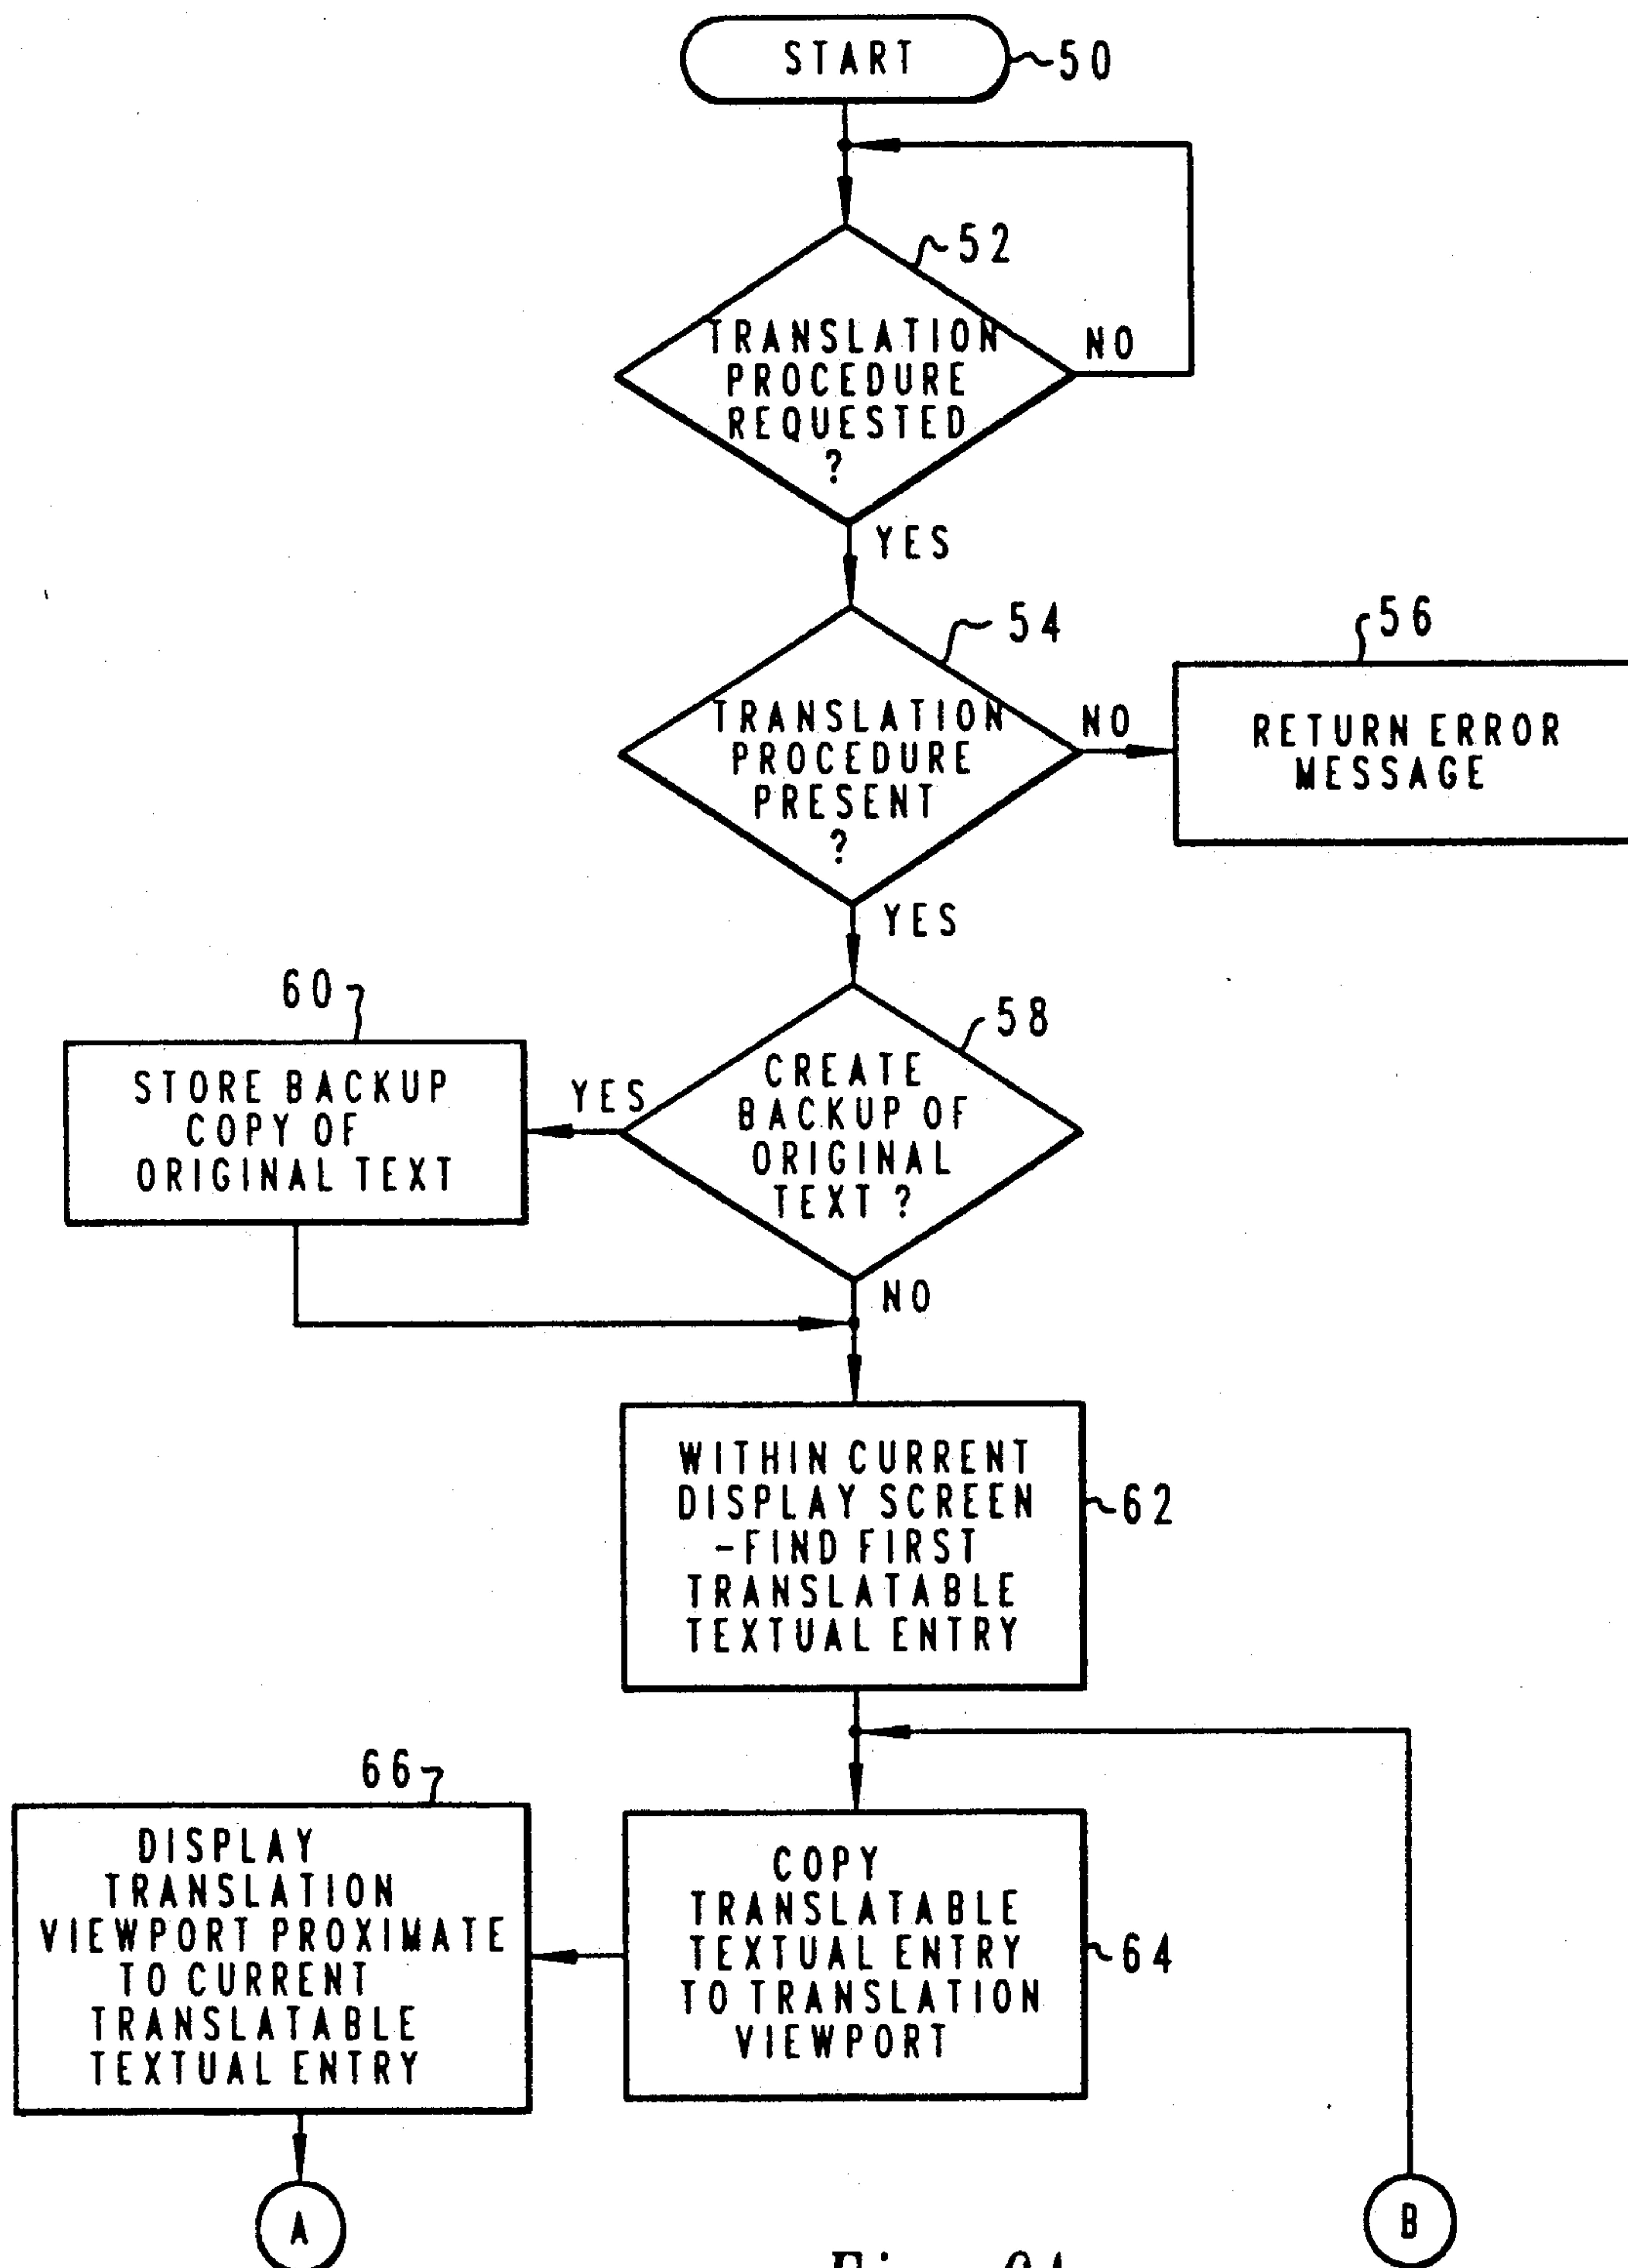 START
50
52
TRANSLATION
PROCEDURE
REQUESTED
?
NO
YES
54
TRANSLATION
PROCEDURE
PRESENT
?
NO
56
RETURN ERROR
MESSAGE
YES
58
CREATE
BACKUP OF
ORIGINAL
TEXT ?
YES
60
STORE BACKUP
COPY OF
ORIGINAL TEXT
NO
WITHIN CURRENT
DISPLAY SCREEN
-FIND FIRST
TRANSLATABLE
TEXTUAL ENTRY
62
COPY
TRANSLATABLE
TEXTUAL ENTRY
TO TRANSLATION
VIEWPORT
64
66
DISPLAY
TRANSLATION
VIEWPORT PROXIMATE
TO CURRENT
TRANSLATABLE
TEXTUAL ENTRY
A
B